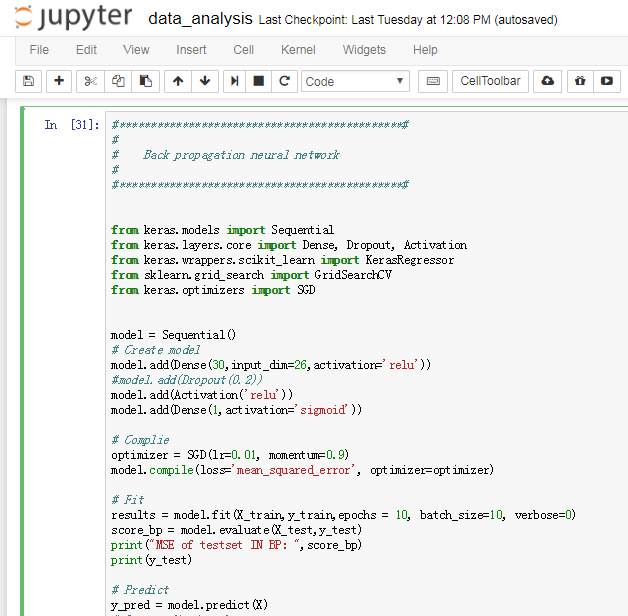 jupyter data_analysis Last Checkpoint: Last Tuesday at 12:08 PM (autosaved)
File Edit View Insert Cell Kernel Widgets Help
Code CellToolbar
In [31]: #*********************************************#
#
#    Back propagation neural network
#
#*********************************************#
from keras.models import Sequential
from keras.layers.core import Dense, Dropout, Activation
from keras.wrappers.scikit_learn import KerasRegressor
from sklearn.grid_search import GridSearchCV
from keras.optimizers import SGD
model = Sequential()
# Create model
model.add(Dense(30,input_dim=26,activation='relu'))
#model.add(Dropout(0.2))
model.add(Activation('relu'))
model.add(Dense(1,activation='sigmoid'))
# Complie
optimizer = SGD(lr=0.01, momentum=0.9)
model.compile(loss='mean_squared_error', optimizer=optimizer)
# Fit
results = model.fit(X_train,y_train,epochs = 10, batch_size=10, verbose=0)
score_bp = model.evaluate(X_test,y_test)
print("MSE of testset IN BP: ",score_bp)
print(y_test)
# Predict
y_pred = model.predict(X)